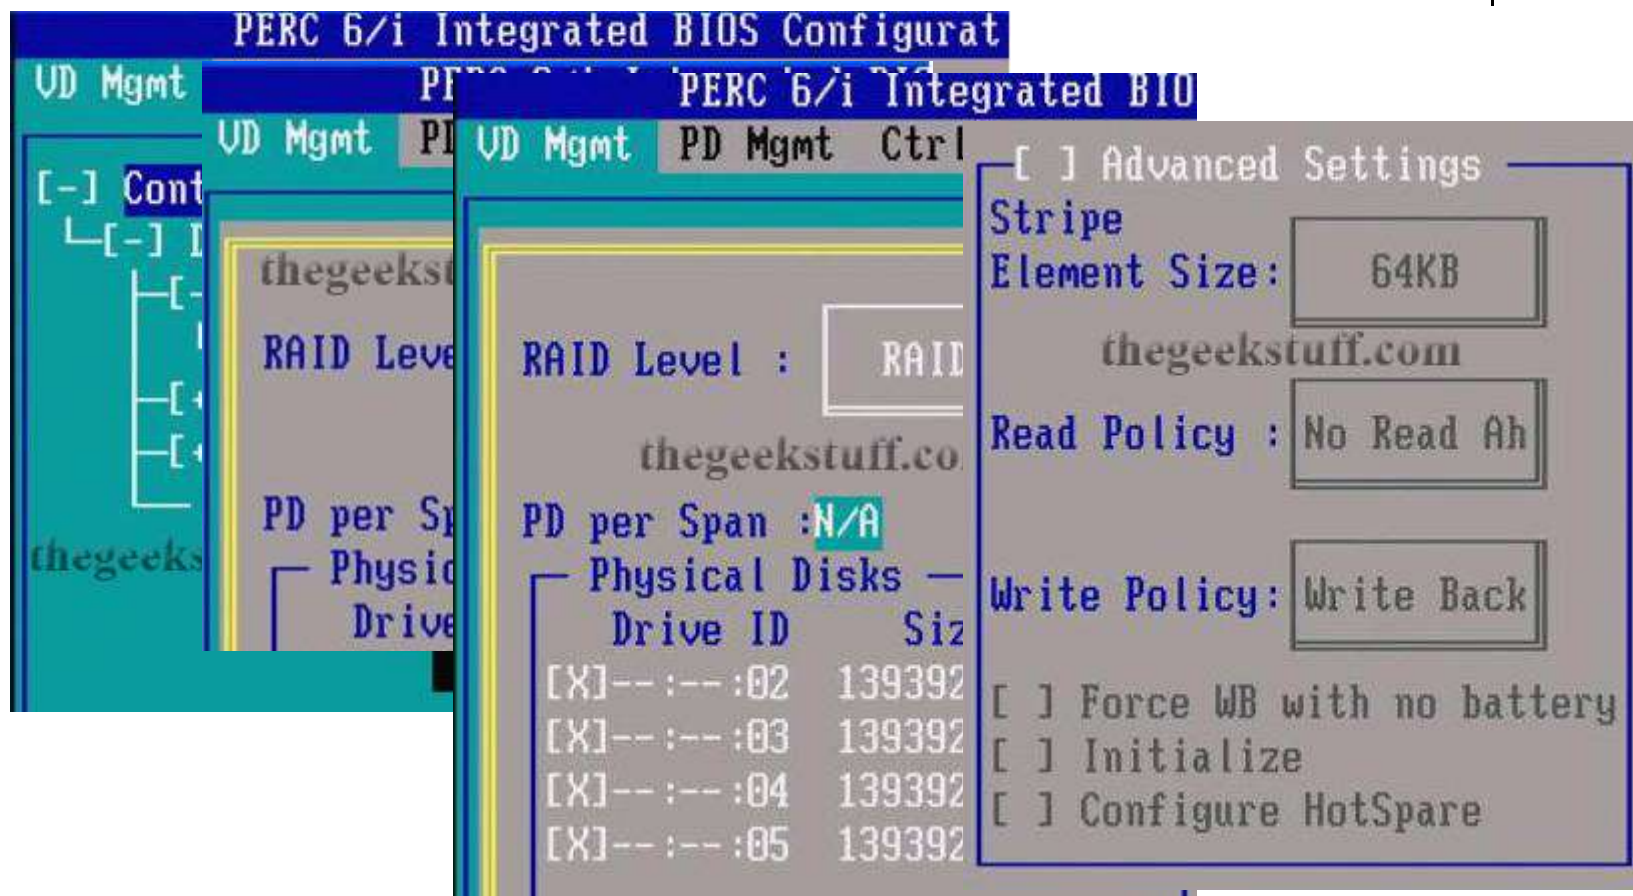 PERC 6/i Integrated BIOS Configurat
VD Mgmt
[-] Cont
[-]
thegeeks
VD Mgmt
thegeekst
RAID Leve
PD per Sp
Physic
Drive
PERC 6/i Integrated BIO
VD Mgmt PD Mgmt Ctrl
RAID Level : RAID
thegeekstuff.co
PD per Span :N/A
Physical Disks
Drive ID Siz
[X]--:--:02 139392
[X]--:--:03 139392
[X]--:--:04 139392
[X]--:--:05 139392
[ ] Advanced Settings
Stripe
Element Size: 64KB
thegeekstuff.com
Read Policy : No Read Ah
Write Policy: Write Back
[ ] Force WB with no battery
[ ] Initialize
[ ] Configure HotSpare